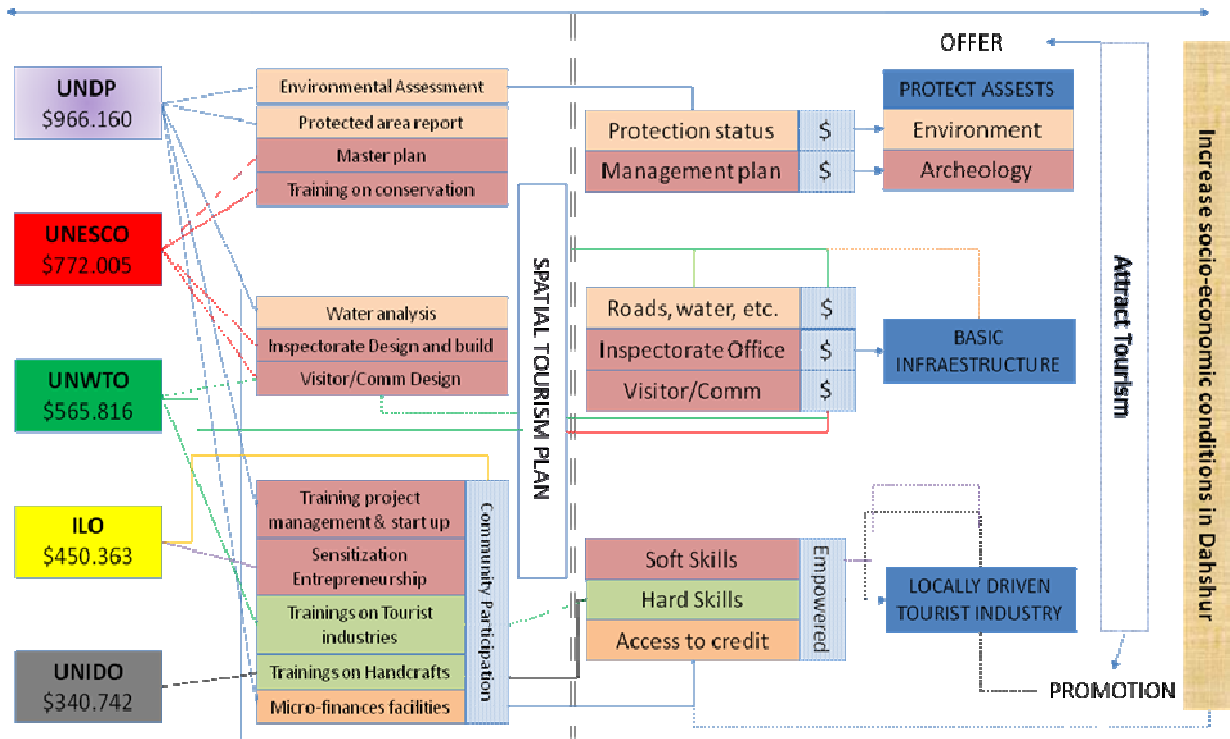 UNDP
$966.160
UNESCO
$772.005
UNWTO
$565.816
ILO
$450.363
UNIDO
$340.742
Environmental Assessment
Protected area report
Master plan
Training on conservation
Water analysis
Inspectorate Design and build
Visitor/Comm Design
Training project
management & start up
Sensitization
Entrepreneurship
Trainings on Tourist
industries
Trainings on Handcrafts
Micro-finances facilities
Community Participation
SPATIAL TOURISM PLAN
Protection status
$
Management plan
$
Roads, water, etc.
$
Inspectorate Office
$
Visitor/Comm
$
Soft Skills
Hard Skills
Access to credit
Empowered
OFFER
PROTECT ASSESTS
Environment
Archeology
BASIC
INFRAESTRUCTURE
LOCALLY DRIVEN
TOURIST INDUSTRY
PROMOTION
Attract Tourism
Increase socio-economic conditions in Dahshur